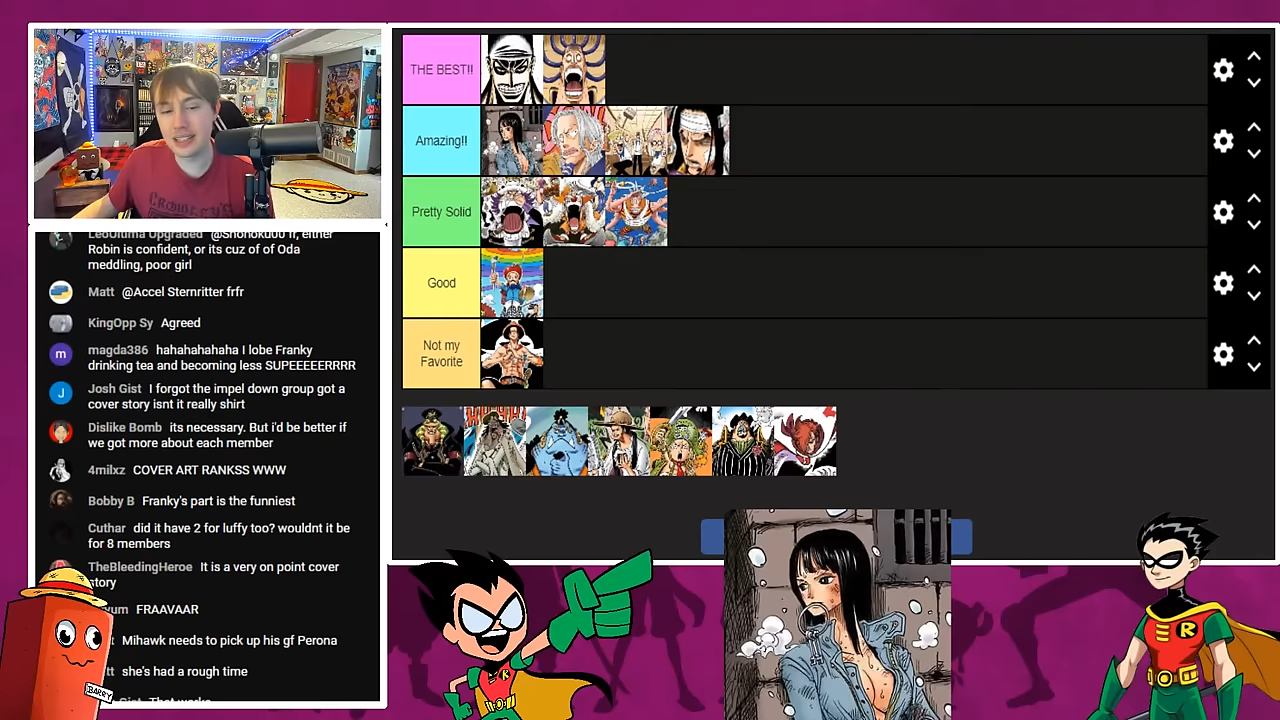 LeoUltima Upgraded @Shonoku00 fr, either
Robin is confident, or its cuz of of Oda
meddling, poor girl
Matt @Accel Sternritter frfr
KingOpp Sy Agreed
magda386 hahahahahaha I lobe Franky
drinking tea and becoming less SUPEEEEERRRR
Josh Gist I forgot the impel down group got a
cover story isnt it really shirt
Dislike Bomb its necessary. But i'd be better if
we got more about each member
4milxz COVER ART RANKSS WWW
Bobby B Franky's part is the funniest
Cuthar did it have 2 for luffy too? wouldnt it be
for 8 members
TheBleedingHeroe It is a very on point cover
story
FRAAVAAR
Mihawk needs to pick up his gf Perona
she's had a rough time
That works
BARRY
THE BEST!!
Amazing!!
Pretty Solid
Good
Not my
Favorite
R
R